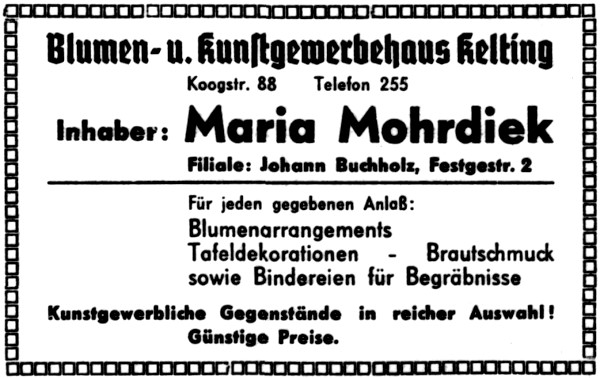 Blumen- u. Kunstgewerbehaus Kelting
Koogstr. 88 Telefon 255
Inhaber: Maria Mohrdiek
Filiale: Johann Buchholz, Festgestr. 2
Für jeden gegebenen Anlaß:
Blumenarrangements
Tafeldekorationen - Brautschmuck
sowie Bindereien für Begräbnisse
Kunstgewerbliche Gegenstände in reicher Auswahl!
Günstige Preise.